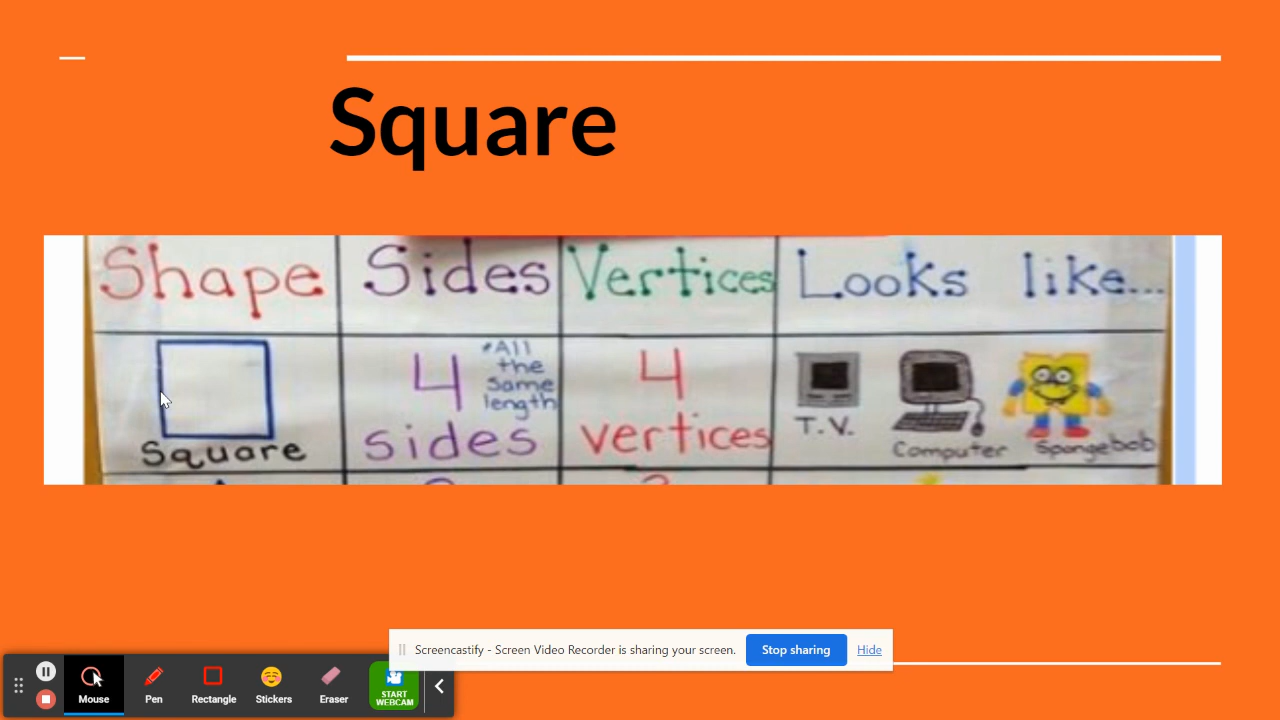 Square
Shape Sides Vertices Looks like...
Square
4 sides
*All
the
same
length
4
vertices
T.V.
Computer
Spongebob
Screencastify - Screen Video Recorder is sharing your screen. Stop sharing Hide
Mouse Pen Rectangle Stickers Eraser START
WEBCAM